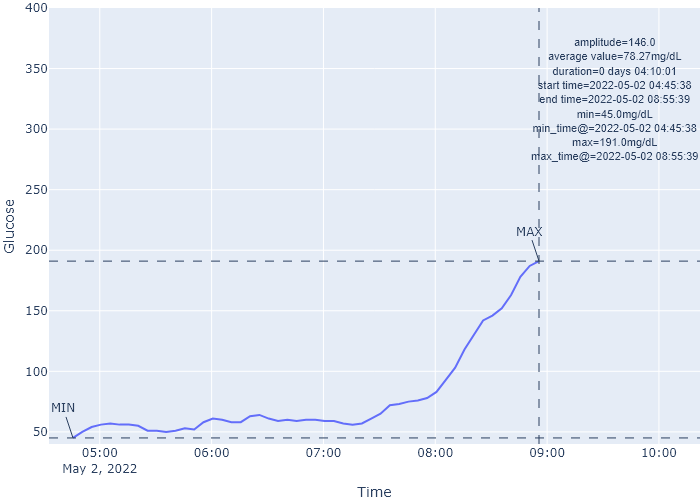 400
350
300
250
200
150
100
50
Glucose
amplitude=146.0
average value=78.27mg/dL
duration=0 days 04:10:01
start time=2022-05-02 04:45:38
end time=2022-05-02 08:55:39
min=45.0mg/dL
min_time@=2022-05-02 04:45:38
max=191.0mg/dL
max_time@=2022-05-02 08:55:39
MAX
MIN
05:00 06:00 07:00 08:00 09:00 10:00
May 2, 2022
Time